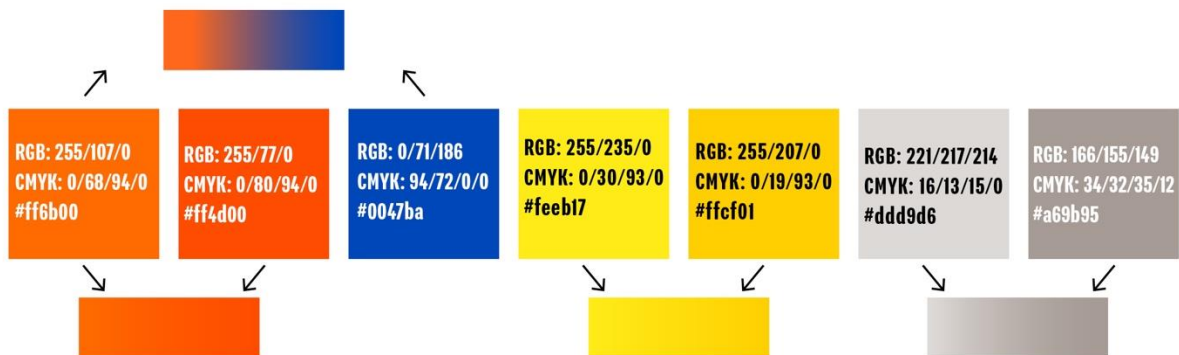 RGB: 255/107/0
CMYK: 0/68/94/0
#ff6b00
RGB: 255/77/0
CMYK: 0/80/94/0
#ff4d00
RGB: 0/71/186
CMYK: 94/72/0/0
#0047ba
RGB: 255/235/0
CMYK: 0/30/93/0
#feeb17
RGB: 255/207/0
CMYK: 0/19/93/0
#ffcf01
RGB: 221/217/214
CMYK: 16/13/15/0
#ddd9d6
RGB: 166/155/149
CMYK: 34/32/35/12
#a69b95